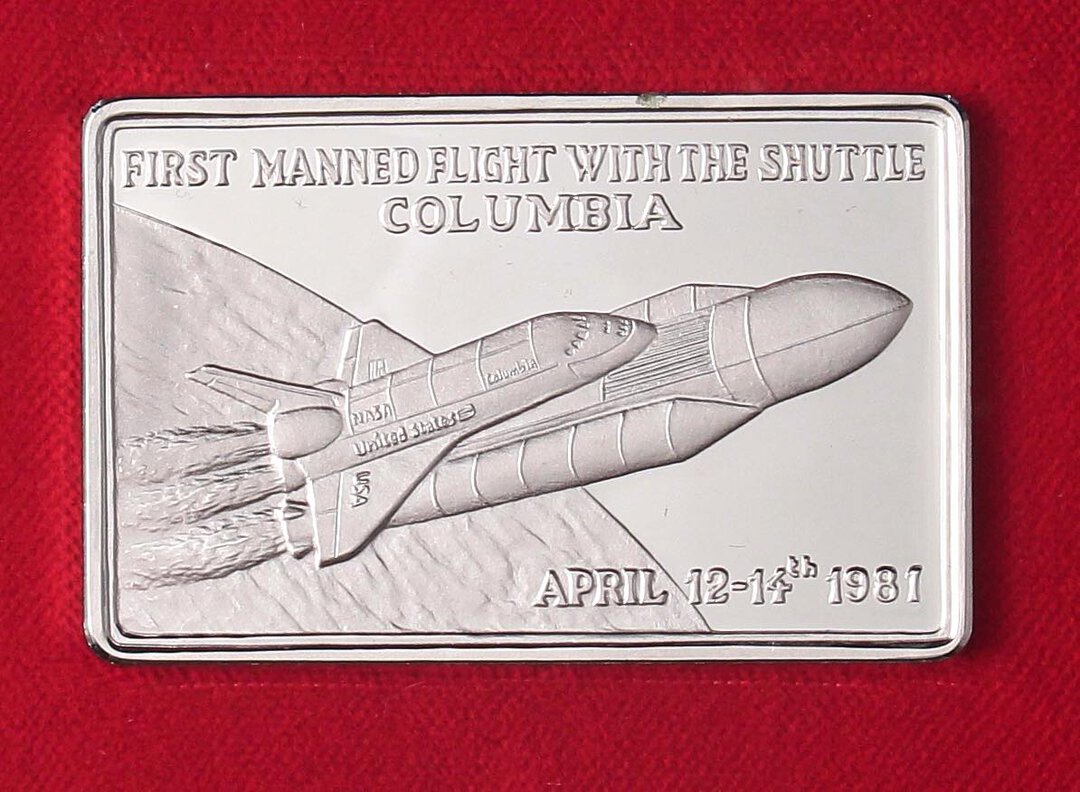 FIRST MANNED FLIGHT WITH THE SHUTTLE
COLUMBIA
Columbia
NASA
United States
USA
APRIL 12-14th 1981